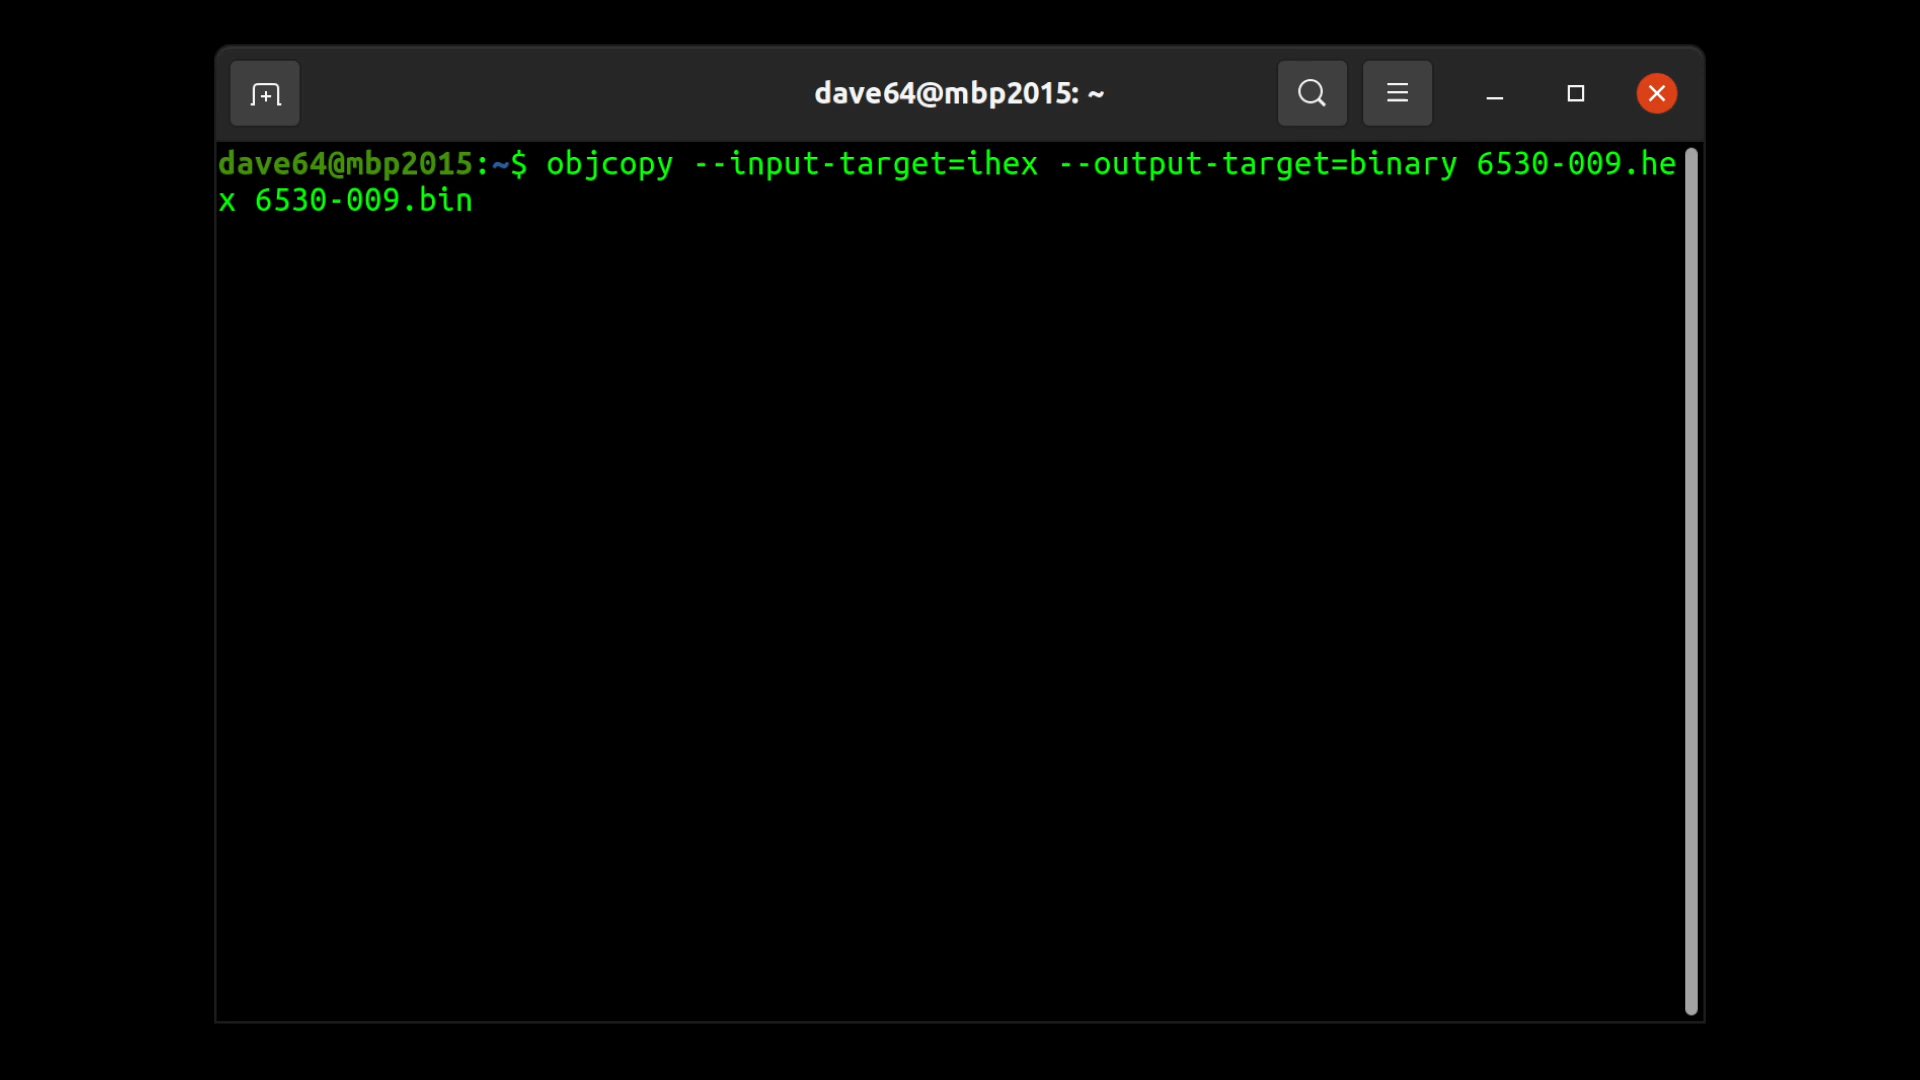 dave64@mbp2015: ~
dave64@mbp2015:~$ objcopy --input-target=ihex --output-target=binary 6530-009.he
x 6530-009.bin